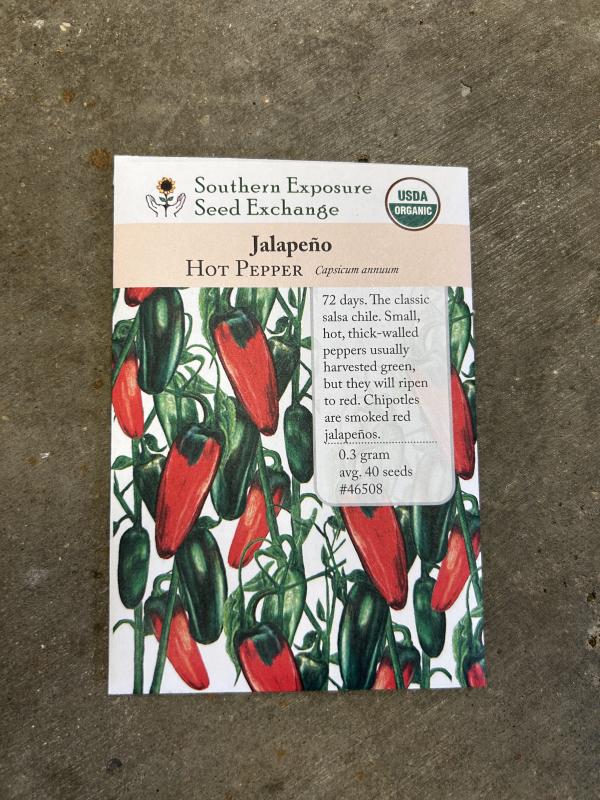 Southern Exposure
Seed Exchange
USDA
ORGANIC
Jalapeño
Hot Pepper Capsicum annuum
72 days. The classic
salsa chile. Small,
hot, thick-walled
peppers usually
harvested green,
but they will ripen
to red. Chipotles
are smoked red
jalapeños.
0.3 gram
avg. 40 seeds
#46508